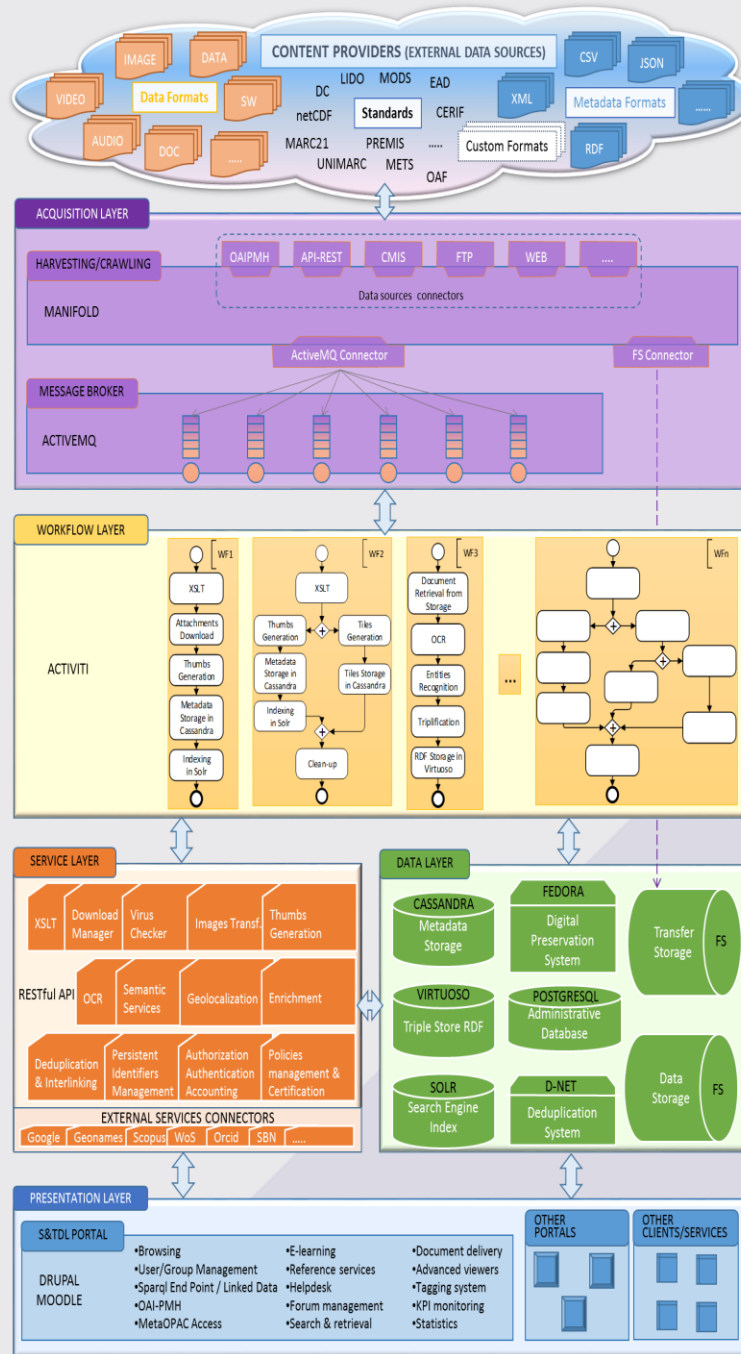 CONTENT PROVIDERS (EXTERNAL DATA SOURCES)
IMAGE
DATA
VIDEO
Data Formats
SW
AUDIO
DOC
.....
LIDO
MODS
EAD
DC
netCDF
Standards
CERIF
MARC21
PREMIS
.....
UNIMARC
METS
OAF
CSV
JSON
XML
Metadata Formats
......
Custom Formats
RDF
ACQUISITION LAYER
HARVESTING/CRAWLING
OAIPMH
API-REST
CMIS
FTP
WEB
....
Data sources connectors
MANIFOLD
ActiveMQ Connector
FS Connector
MESSAGE BROKER
ACTIVEMQ
WORKFLOW LAYER
ACTIVITI
WF1
XSLT
Attachments
Download
Thumbs
Generation
Metadata
Storage in
Cassandra
Indexing
in Solr
WF2
XSLT
Thumbs
Generation
Tiles
Generation
Metadata
Storage in
Cassandra
Tiles Storage
in Cassandra
Indexing
in Solr
Clean-up
WF3
Document
Retrieval from
Storage
OCR
Entities
Recognition
Triplification
RDF Storage in
Virtuoso
...
WFn
SERVICE LAYER
XSLT
Download
Manager
Virus
Checker
Images Transf.
Thumbs
Generation
RESTful API
OCR
Semantic
Services
Geolocalization
Enrichment
Deduplication
& Interlinking
Persistent
Identifiers
Management
Authorization
Authentication
Accounting
Policies
management &
Certification
EXTERNAL SERVICES CONNECTORS
Google
Geonames
Scopus
WoS
Orcid
SBN
.....
DATA LAYER
CASSANDRA
Metadata
Storage
FEDORA
Digital
Preservation
System
Transfer
Storage
FS
VIRTUOSO
Triple Store RDF
POSTGRESQL
Administrative
Database
SOLR
Search Engine
Index
D-NET
Deduplication
System
Data
Storage
FS
PRESENTATION LAYER
S&TDL PORTAL
DRUPAL
MOODLE
•Browsing
•User/Group Management
•Sparql End Point / Linked Data
•OAI-PMH
•MetaOPAC Access
•E-learning
•Reference services
•Helpdesk
•Forum management
•Search & retrieval
•Document delivery
•Advanced viewers
•Tagging system
•KPI monitoring
•Statistics
OTHER
PORTALS
OTHER
CLIENTS/SERVICES